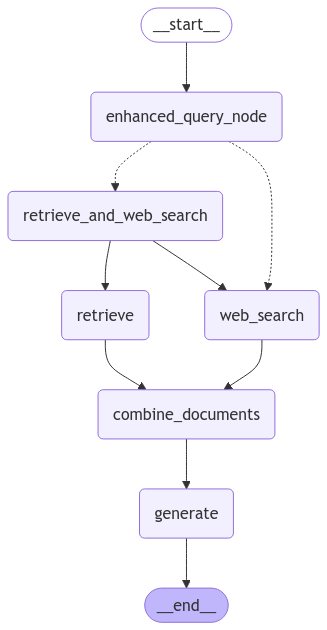 __start__
enhanced_query_node
retrieve_and_web_search
retrieve
web_search
combine_documents
generate
__end__